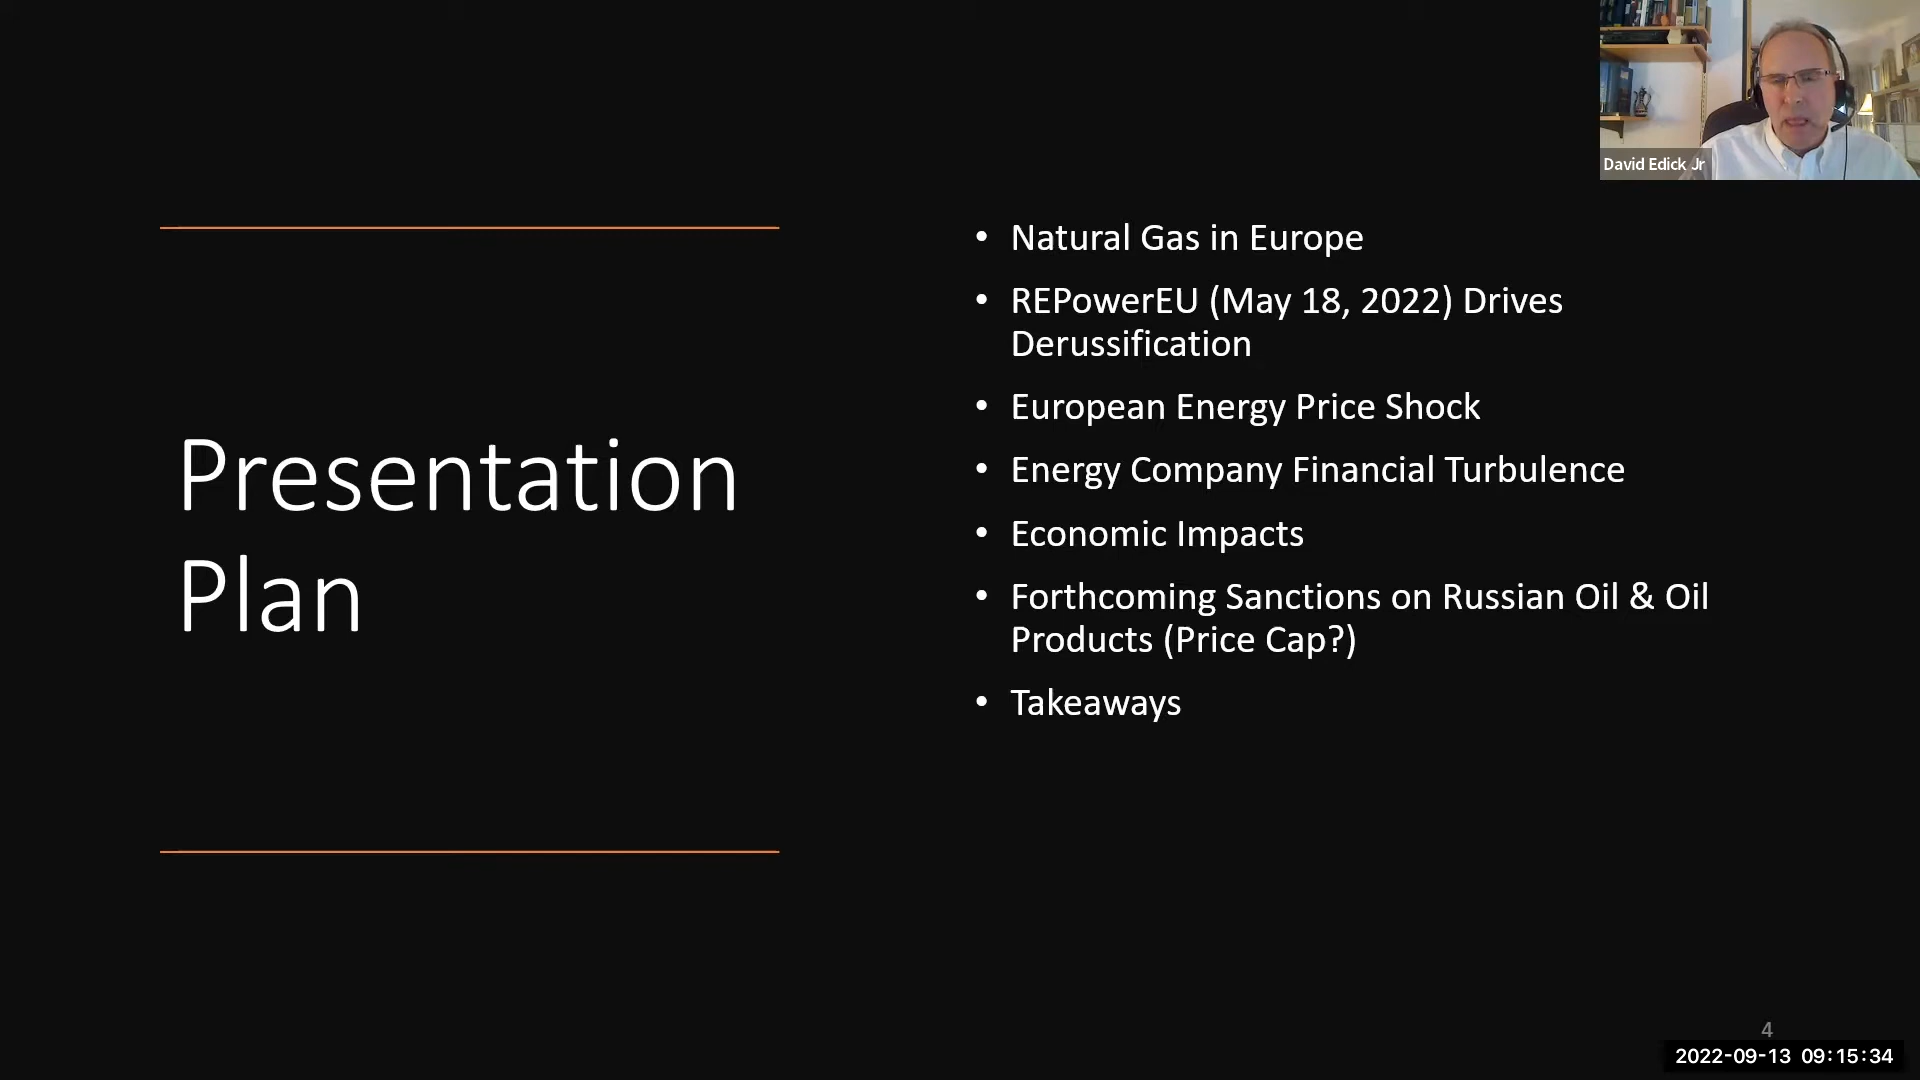 David Edick Jr
Presentation
Plan
• Natural Gas in Europe
• REPowerEU (May 18, 2022) Drives
Derussification
• European Energy Price Shock
• Energy Company Financial Turbulence
• Economic Impacts
• Forthcoming Sanctions on Russian Oil & Oil
Products (Price Cap?)
• Takeaways
4
2022-09-13 09:15:34